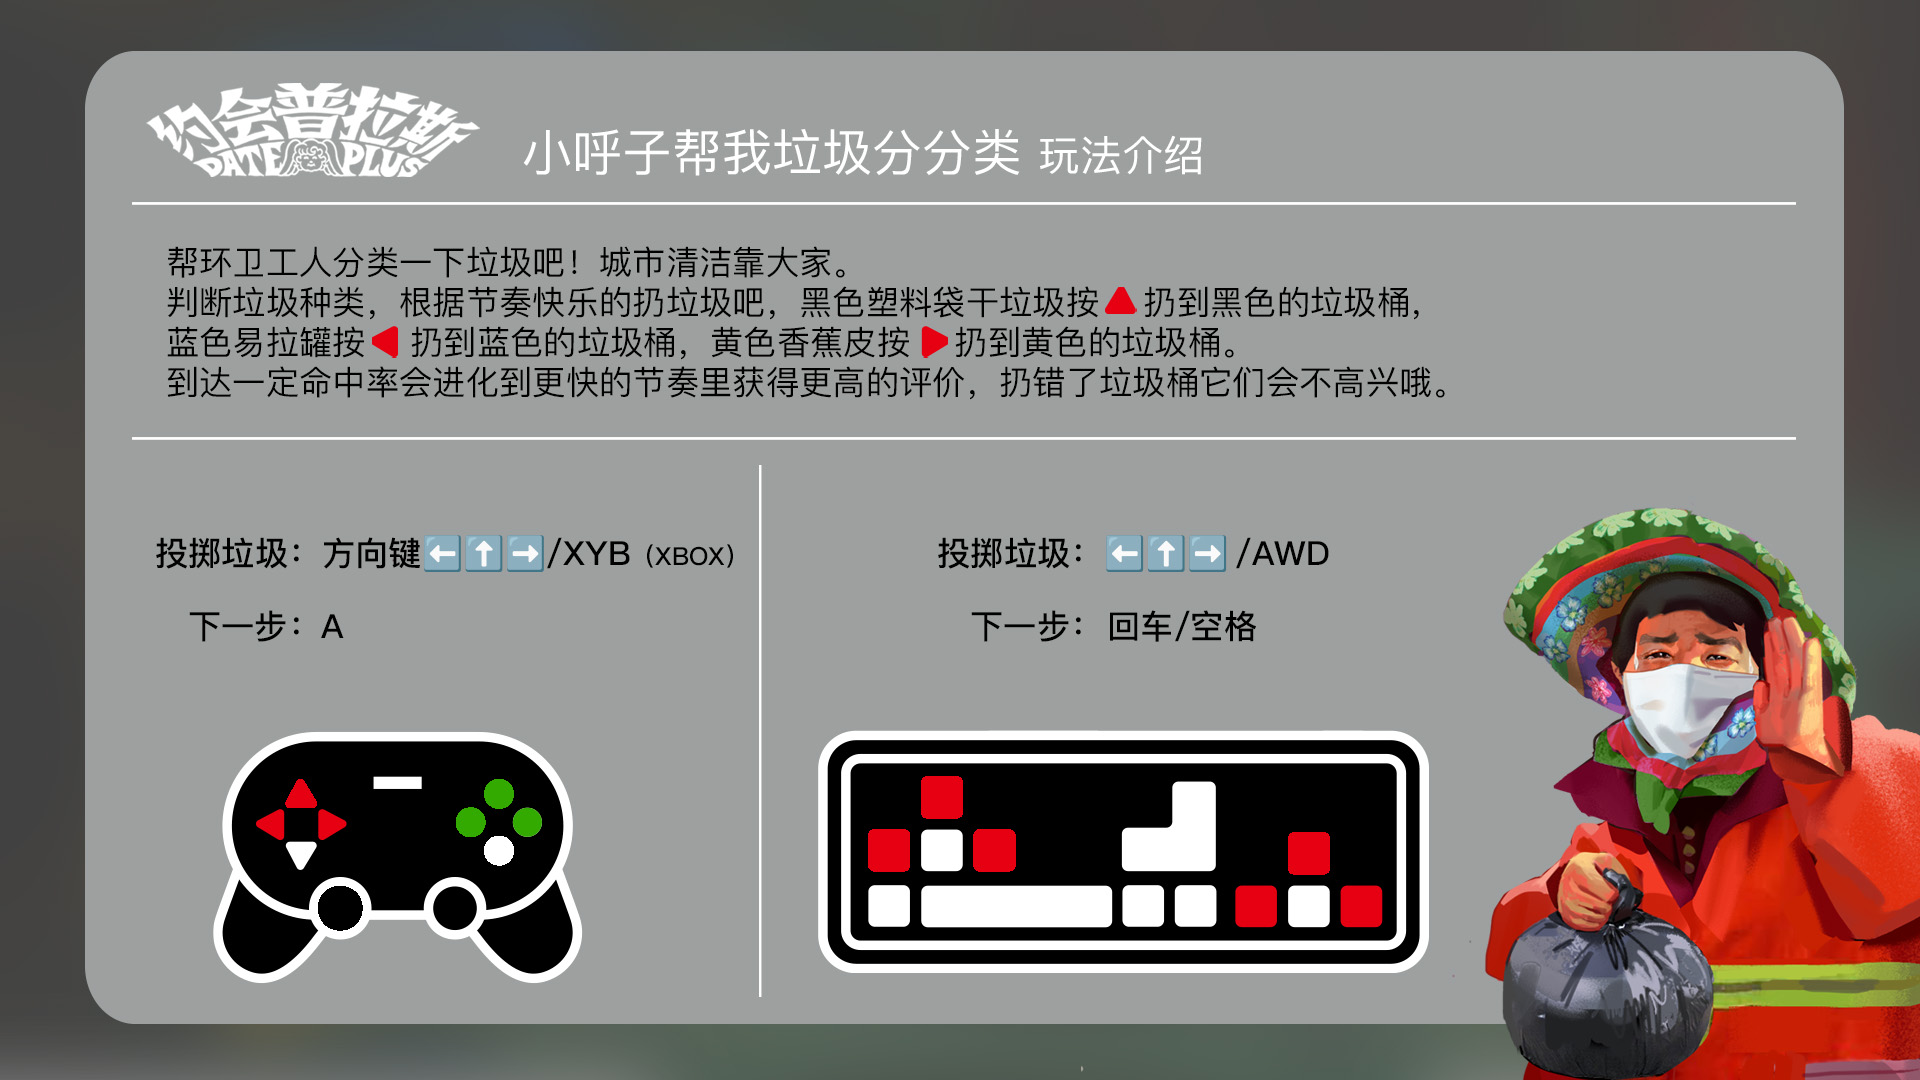 约会普拉斯
DATE PLUS
小呼子帮我垃圾分分类 玩法介绍
帮环卫工人分类一下垃圾吧！城市清洁靠大家。
判断垃圾种类，根据节奏快乐的扔垃圾吧，黑色塑料袋干垃圾按▲扔到黑色的垃圾桶，
蓝色易拉罐按◀ 扔到蓝色的垃圾桶，黄色香蕉皮按 ▶扔到黄色的垃圾桶。
到达一定命中率会进化到更快的节奏里获得更高的评价，扔错了垃圾桶它们会不高兴哦。
投掷垃圾：方向键⬅️⬆️➡️/XYB（XBOX）
下一步：A
投掷垃圾：⬅️⬆️➡️ /AWD
下一步：回车/空格